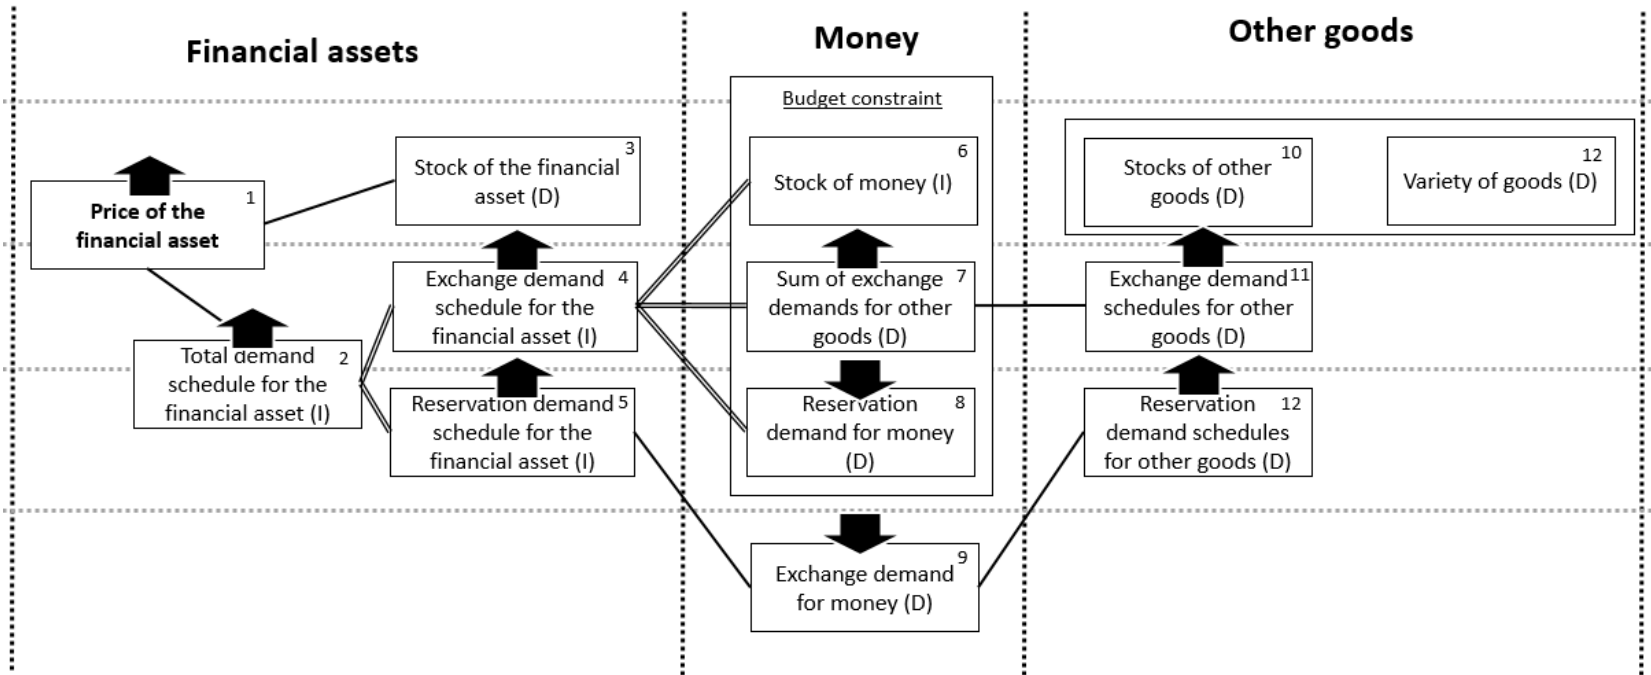 Financial assets
Money
Other goods
Budget constraint
1
Price of the
financial asset
2
Total demand
schedule for the
financial asset (I)
3
Stock of the financial
asset (D)
4
Exchange demand
schedule for the
financial asset (I)
5
Reservation demand
schedule for the
financial asset (I)
6
Stock of money (I)
7
Sum of exchange
demands for other
goods (D)
8
Reservation
demand for money
(D)
9
Exchange demand
for money (D)
10
Stocks of other
goods (D)
12
Variety of goods (D)
11
Exchange demand
schedules for other
goods (D)
12
Reservation
demand schedules
for other goods (D)